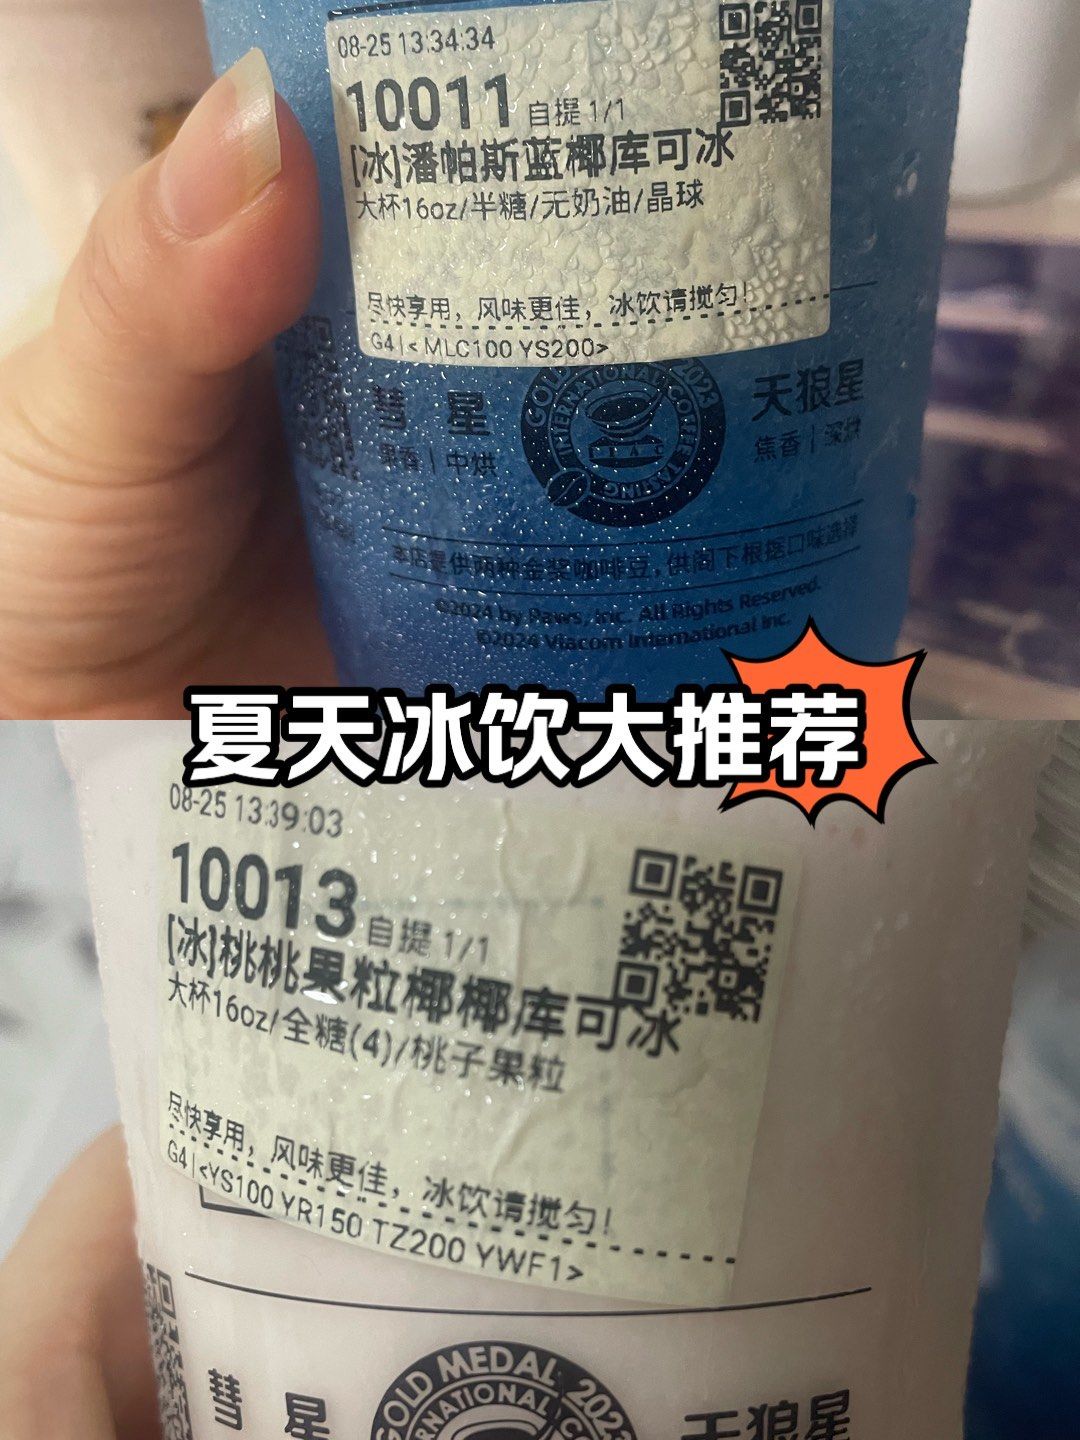 08-25 13:34:34
10011 自提 1/1
[冰]潘帕斯蓝椰库可冰
大杯16oz/半糖/无奶油/晶球
尽快享用，风味更佳，冰饮请搅匀！
G4|< MLC100 YS200>
彗 星
果香 | 中烘
GOLD
2023
INTERNATIONAL COFFEE TASTING
IIAC
天狼星
焦香 | 深烘
本店提供两种金奖咖啡豆，供阁下根据口味选择
©2024 by Paws, Inc. All Rights Reserved.
©2024 Viacom International Inc.
夏天冰饮大推荐
08-25 13:39:03
10013 自提 1/1
[冰]桃桃果粒椰椰库可冰
大杯16oz/全糖(4)/桃子果粒
尽快享用，风味更佳，冰饮请搅匀！
G4|<YS100 YR150 TZ200 YWF1>
彗 星
GOLD MEDAL 2023
天狼星